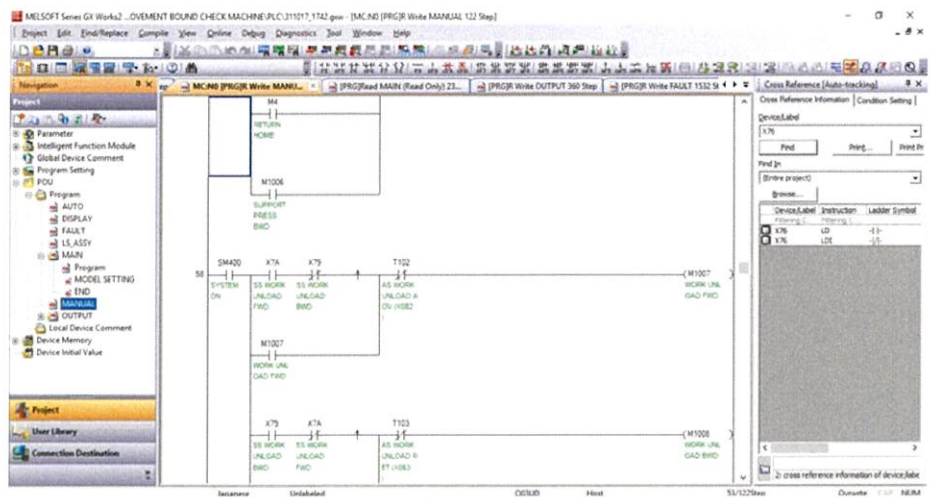 MELSOFT Series GX Works2 ...OVEMENT BOUND CHECK MACHINE\PLC\311017_1742.gxw - [MC:N0 [PRG]R Write MANUAL 122 Step]
Project Edit Find/Replace Compile View Online Debug Diagnostics Tool Window Help
Navigation
MC:N0 [PRG]R Write MANU...
[PRG]Read MAIN (Read Only) 23...
[PRG]R Write OUTPUT 360 Step
[PRG]R Write FAULT 1532 St
Cross Reference [Auto-tracking]
Project
Parameter
Intelligent Function Module
Global Device Comment
Program Setting
POU
Program
AUTO
DISPLAY
FAULT
LS_ASSY
MAIN
Program
MODEL SETTING
END
MANUAL
OUTPUT
Local Device Comment
Device Memory
Device Initial Value
Project
User Library
Connection Destination
M4
RETURN
HOME
M1006
SUPPORT
PRESS
BWD
58
SM400 X7A X79 T102
SYSTEM
ON
SS WORK
UNLOAD
FWD
SS WORK
UNLOAD
BWD
AS WORK
UNLOAD A
M1007
WORK UNL
OAD FWD
M1007
WORK UNL
OAD FWD
X79 X7A T103
SS WORK
UNLOAD
BWD
SS WORK
UNLOAD
FWD
AS WORK
UNLOAD R
M1008
WORK UNL
OAD BWD
Cross Reference Information Condition Setting
Device/Label
X76
Find Print... Print Pr
Find In
(Entire project)
Browse...
Device/Label Instruction Ladder Symbol
X76 LD
X76 LDI
2: cross reference information of device/labe
Japanese Unlabeled Q03UD Host 53/122Step Ovrwrte CAP NUM